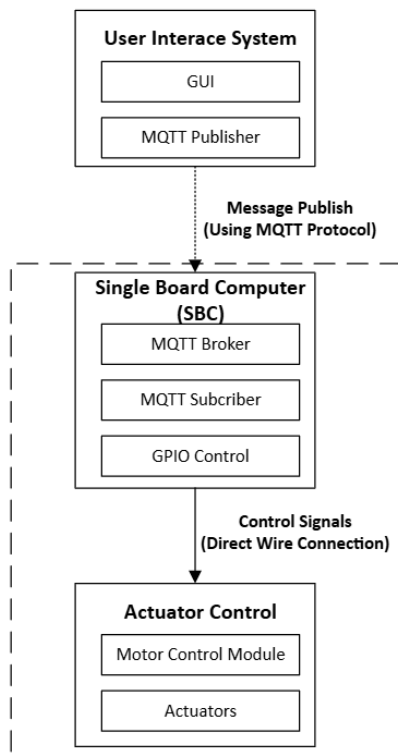 User Interace System
GUI
MQTT Publisher
Message Publish
(Using MQTT Protocol)
Single Board Computer
(SBC)
MQTT Broker
MQTT Subcriber
GPIO Control
Control Signals
(Direct Wire Connection)
Actuator Control
Motor Control Module
Actuators